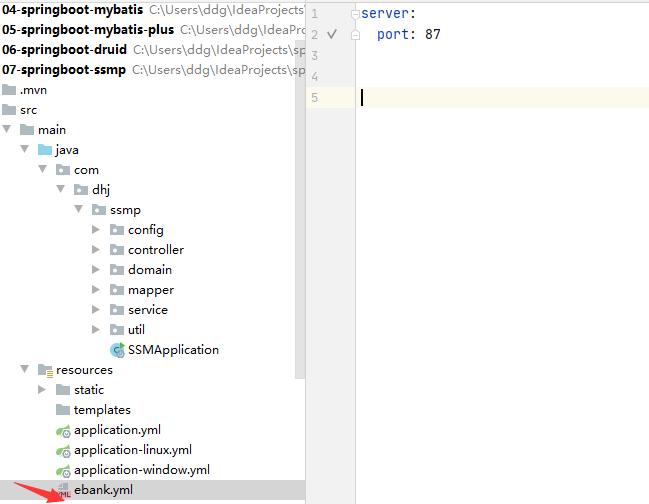 04-springboot-mybatis C:\Users\ddg\IdeaProjects\
05-springboot-mybatis-plus C:\Users\ddg\IdeaPro
06-springboot-druid C:\Users\ddg\IdeaProjects\sp
07-springboot-ssmp C:\Users\ddg\IdeaProjects\sp
.mvn
src
main
java
com
dhj
ssmp
config
controller
domain
mapper
service
util
SSMApplication
resources
static
templates
application.yml
application-linux.yml
application-window.yml
ebank.yml
1 server:
2 port: 87
3
4
5